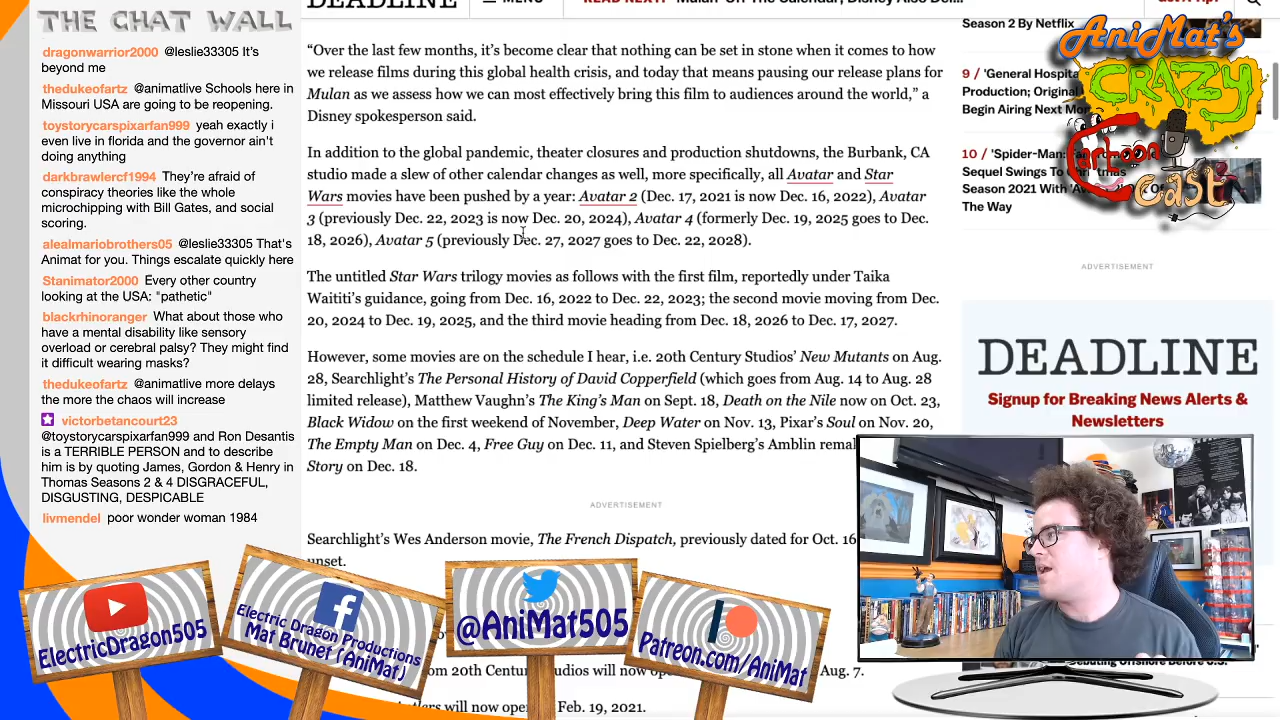 THE CHAT WALL
dragonwarrior2000 @leslie33305 It's
beyond me
thedukeofartz @animatlive Schools here in
Missouri USA are going to be reopening.
toystorycarspixarfan999 yeah exactly i
even live in florida and the governor ain't
doing anything
darkbrawlercf1994 They're afraid of
conspiracy theories like the whole
microchipping with Bill Gates, and social
scoring.
alealmariobrothers05 @leslie33305 That's
Animat for you. Things escalate quickly here
Stanimator2000 Every other country
looking at the USA: "pathetic"
blackrhinoranger What about those who
have a mental disability like sensory
overload or cerebral palsy? They might find
it difficult wearing masks?
thedukeofartz @animatlive more delays
the more the chaos will increase
victorbetancourt23
@toystorycarspixarfan999 and Ron Desantis
is a TERRIBLE PERSON and to describe
him is by quoting James, Gordon & Henry in
Thomas Seasons 2 & 4 DISGRACEFUL,
DISGUSTING, DESPICABLE
livmendel poor wonder woman 1984
DEADLINE
MENU
“Over the last few months, it’s become clear that nothing can be set in stone when it comes to how
we release films during this global health crisis, and today that means pausing our release plans for
Mulan as we assess how we can most effectively bring this film to audiences around the world,” a
Disney spokesperson said.
In addition to the global pandemic, theater closures and production shutdowns, the Burbank, CA
studio made a slew of other calendar changes as well, more specifically, all Avatar and Star
Wars movies have been pushed by a year: Avatar 2 (Dec. 17, 2021 is now Dec. 16, 2022), Avatar
3 (previously Dec. 22, 2023 is now Dec. 20, 2024), Avatar 4 (formerly Dec. 19, 2025 goes to Dec.
18, 2026), Avatar 5 (previously Dec. 27, 2027 goes to Dec. 22, 2028).
The untitled Star Wars trilogy movies as follows with the first film, reportedly under Taika
Waititi’s guidance, going from Dec. 16, 2022 to Dec. 22, 2023; the second movie moving from Dec.
20, 2024 to Dec. 19, 2025, and the third movie heading from Dec. 18, 2026 to Dec. 17, 2027.
However, some movies are on the schedule I hear, i.e. 20th Century Studios’ New Mutants on Aug.
28, Searchlight’s The Personal History of David Copperfield (which goes from Aug. 14 to Aug. 28
limited release), Matthew Vaughn’s The King’s Man on Sept. 18, Death on the Nile now on Oct. 23,
Black Widow on the first weekend of November, Deep Water on Nov. 13, Pixar’s Soul on Nov. 20,
The Empty Man on Dec. 4, Free Guy on Dec. 11, and Steven Spielberg’s Amblin
Story on Dec. 18.
ADVERTISEMENT
Searchlight’s Wes Anderson movie, The French Dispatch, previously dated for Oct. 16
unset.
20th Studios will now Aug. 7.
will now Feb. 19, 2021.
Season 2 By Netflix
9 / 'General
Production; Original
Begin Airing Next
10 / 'Spider-Man:
Sequel Swings To
Season 2021 With
The Way
ADVERTISEMENT
DEADLINE
Signup for Breaking News Alerts &
Newsletters
AniMat's
CRAZY
Cartoon
Cast
ElectricDragon505
Electric Dragon Productions
Mat Brunet (AniMat)
@AniMat505
Patreon.com/AniMat